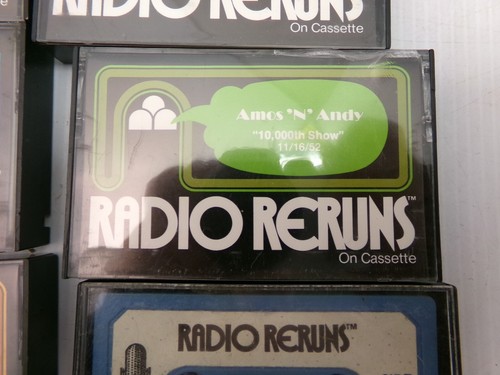 RADIO RERUNS
On Cassette
Amos 'N' Andy
"10,000th Show"
11/16/52
RADIO RERUNS™
On Cassette
RADIO RERUNS™